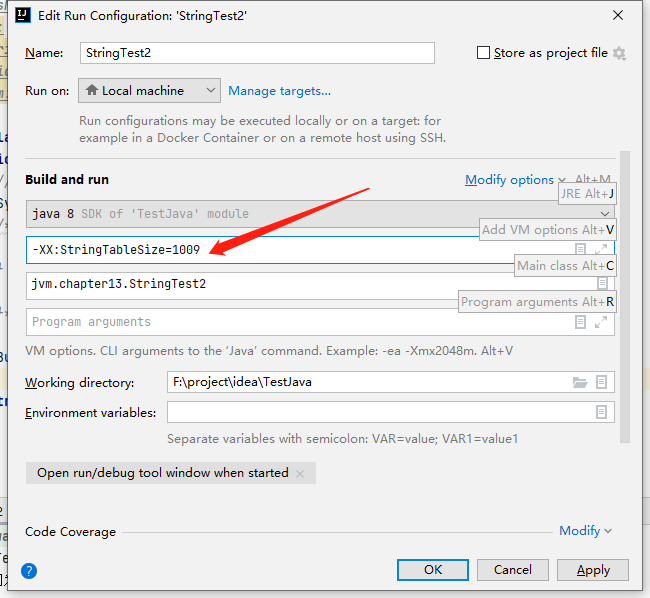 Edit Run Configuration: 'StringTest2'
Name: StringTest2 Store as project file
Run on: Local machine Manage targets...
Run configurations may be executed locally or on a target: for
example in a Docker Container or on a remote host using SSH.
Build and run Modify options Alt+M
JRE Alt+J
java 8 SDK of 'TestJava' module
Add VM options Alt+V
-XX:StringTableSize=1009
Main class Alt+C
jvm.chapter13.StringTest2
Program arguments Alt+R
Program arguments
VM options. CLI arguments to the 'Java' command. Example: -ea -Xmx2048m. Alt+V
Working directory: F:\project\idea\TestJava
Environment variables:
Separate variables with semicolon: VAR=value; VAR1=value1
Open run/debug tool window when started
Code Coverage Modify
? OK Cancel Apply